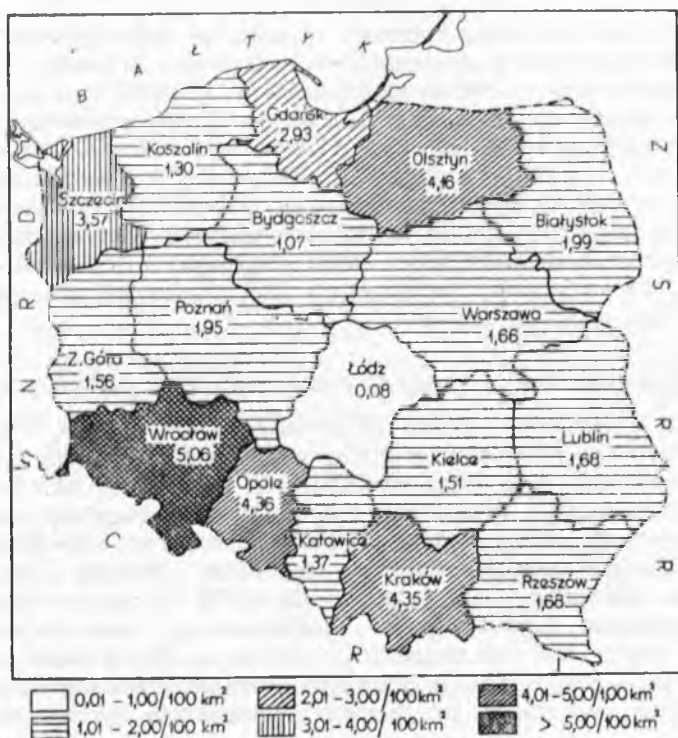 B A Ł T Y K
Gdańsk
2,93
Koszalin
1,30
Olsztyn
4,16
Szczecin
3,57
Bydgoszcz
1,07
Białystok
1,99
Poznań
1,95
Warszawa
1,66
Z.Góra
1,56
Łódź
0,08
Wrocław
5,06
Opole
4,36
Kielce
1,51
Lublin
1,68
Katowice
1,37
Kraków
4,35
Rzeszów
1,68
N R D
Z S R R
C
R
0,01 – 1,00/100 km²
2,01 – 3,00/100 km²
4,01 – 5,00/1,00 km²
1,01 – 2,00/100 km²
3,01 – 4,00/100 km²
> 5,00/100 km²